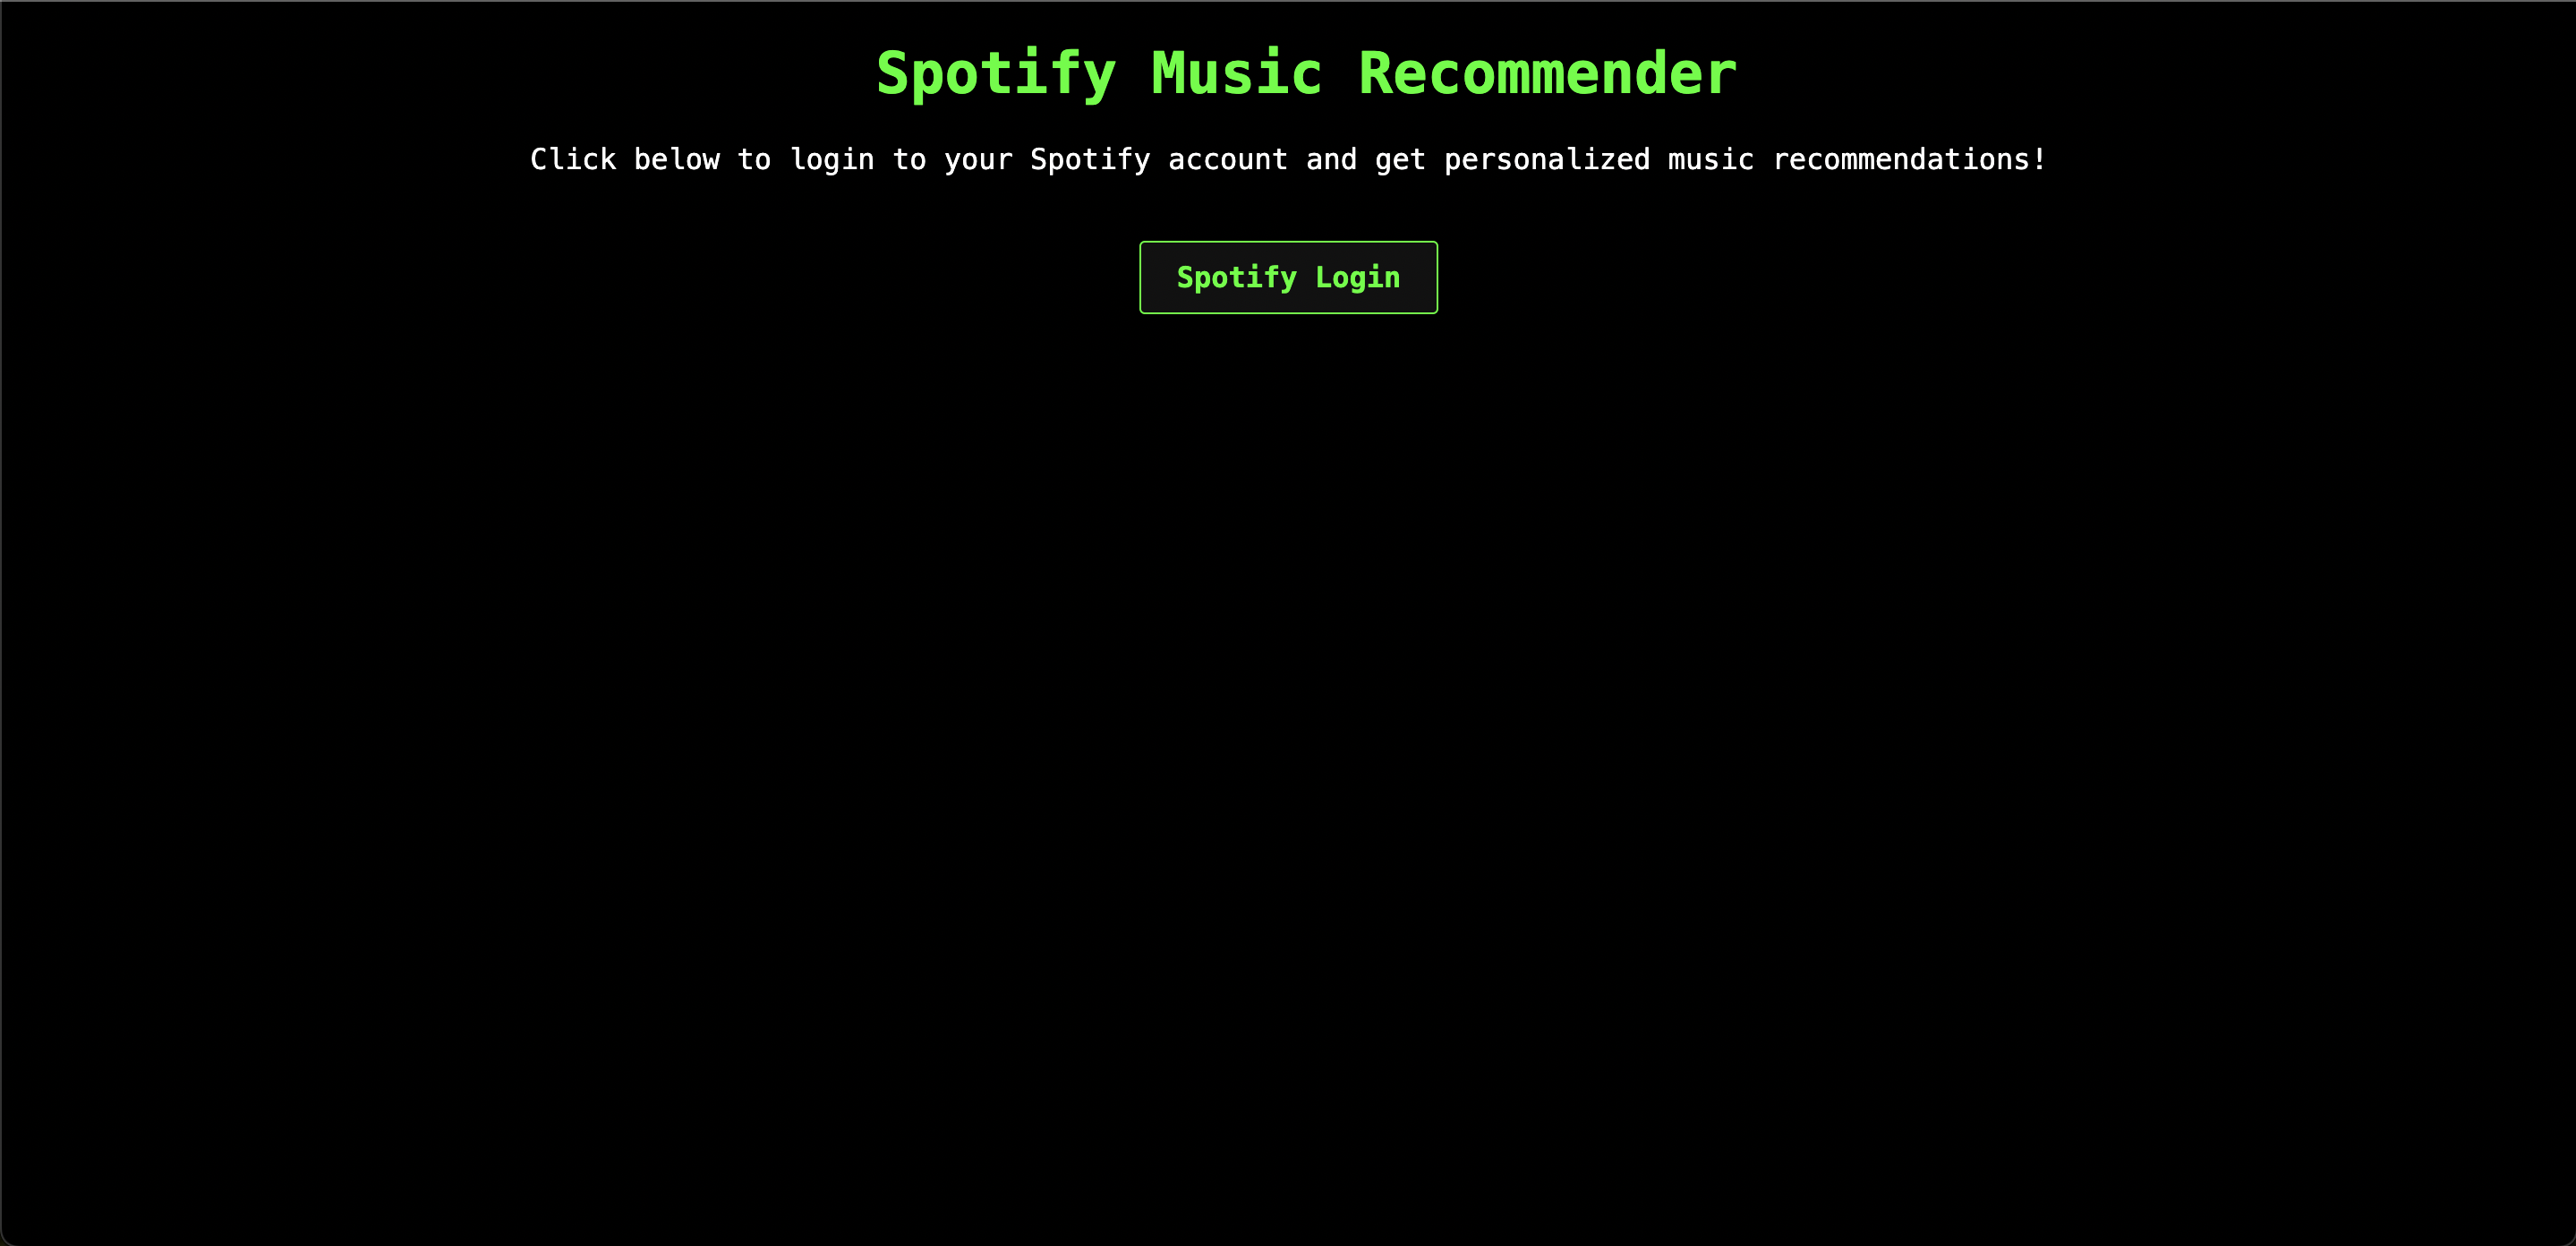 Spotify Music Recommender
Click below to login to your Spotify account and get personalized music recommendations!
Spotify Login